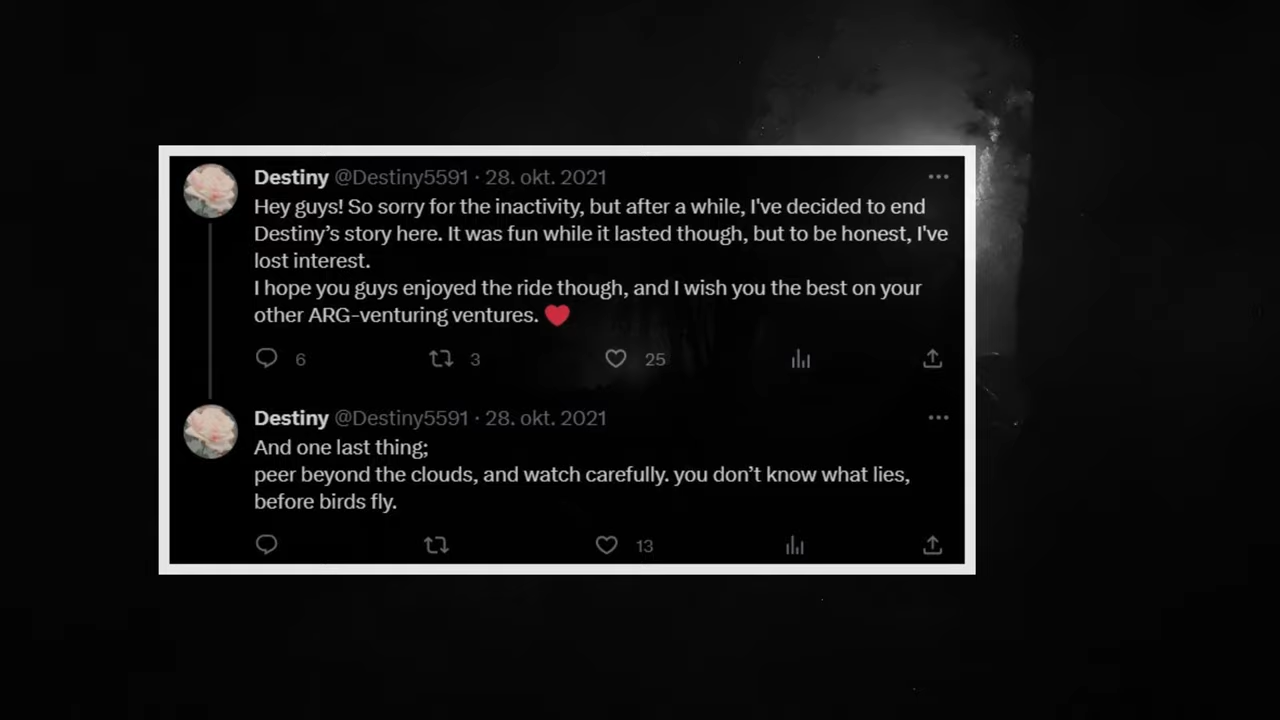 Destiny @Destiny5591 · 28. okt. 2021
Hey guys! So sorry for the inactivity, but after a while, I've decided to end
Destiny’s story here. It was fun while it lasted though, but to be honest, I've
lost interest.
I hope you guys enjoyed the ride though, and I wish you the best on your
other ARG-venturing ventures. ❤️
6 3 25
Destiny @Destiny5591 · 28. okt. 2021
And one last thing;
peer beyond the clouds, and watch carefully. you don’t know what lies,
before birds fly.
13